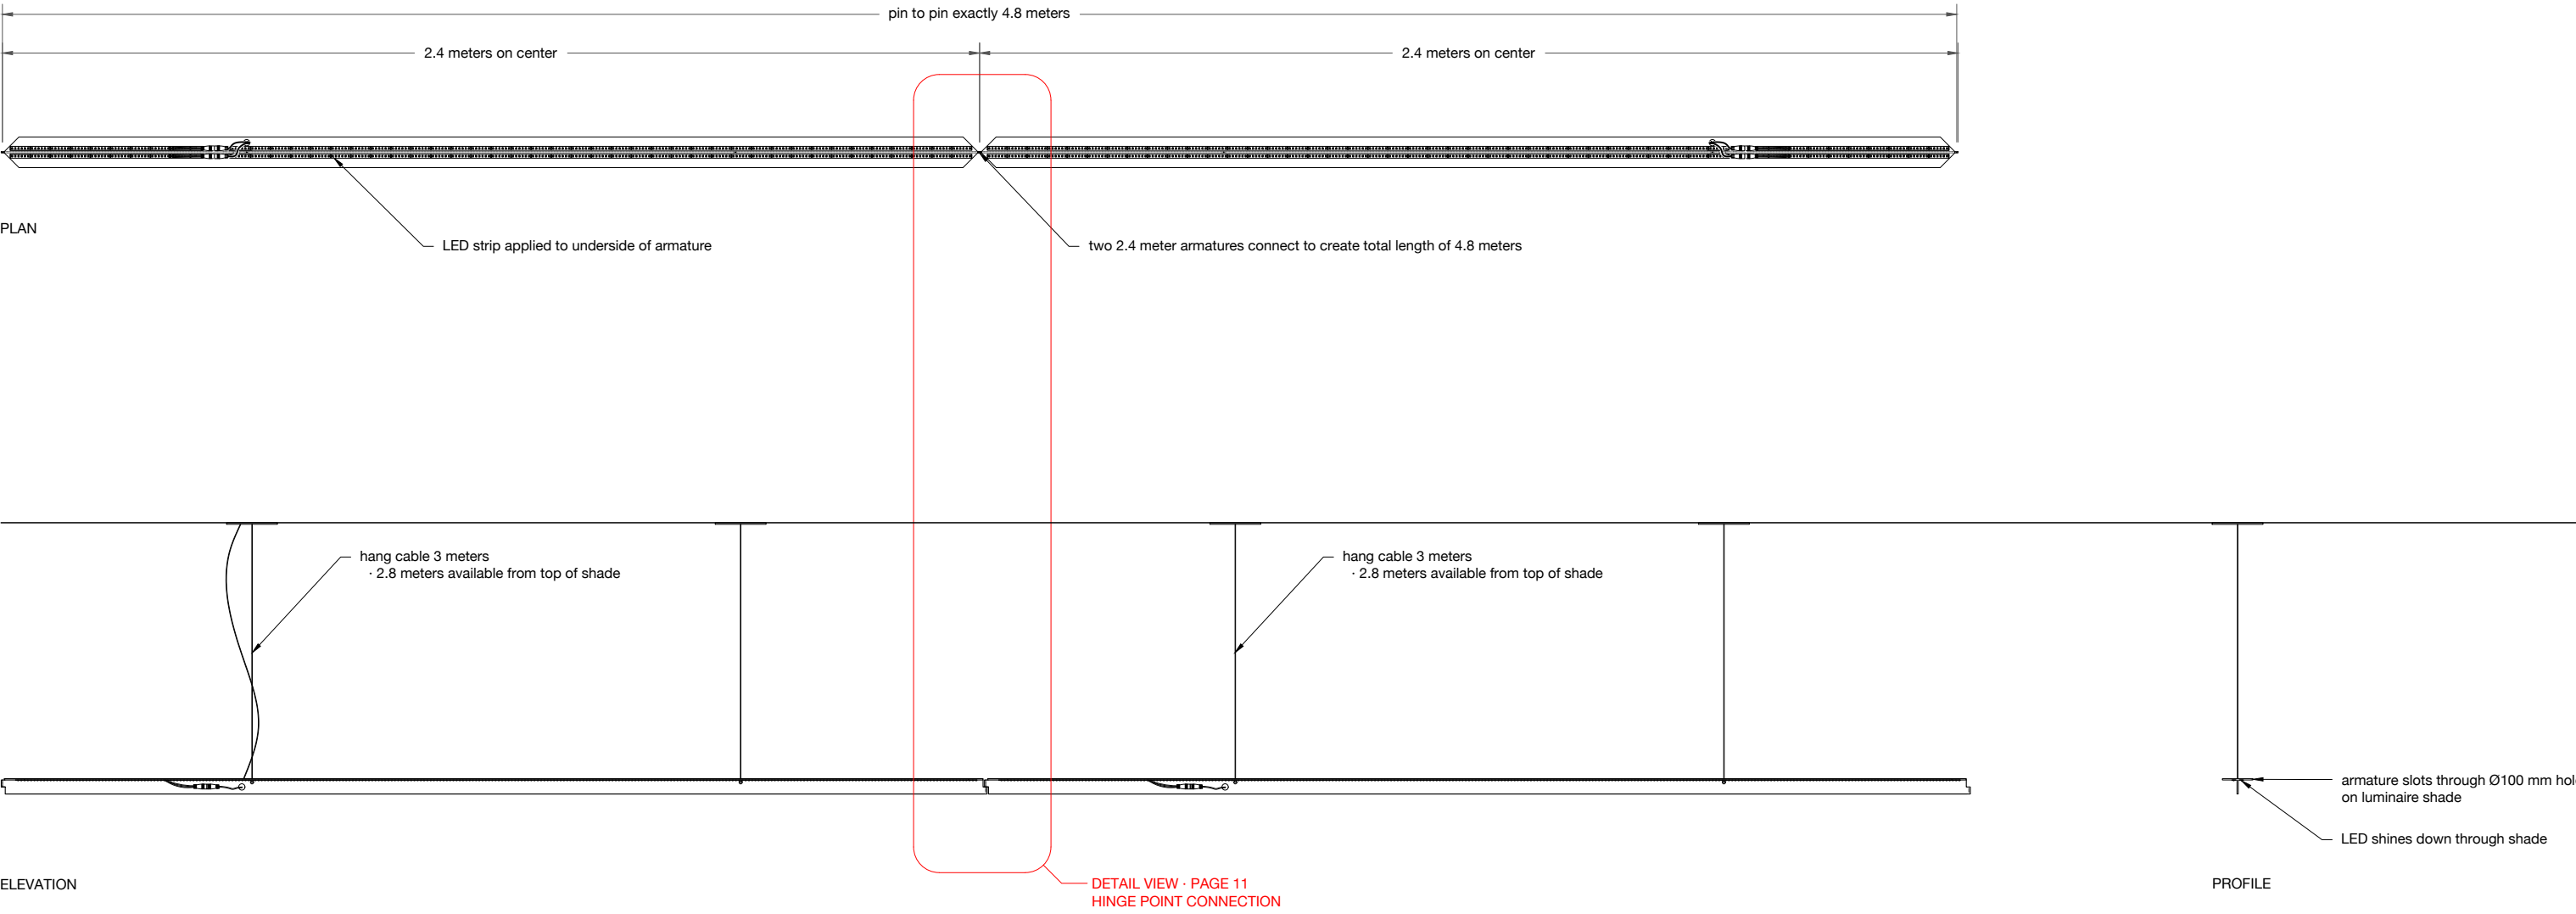 pin to pin exactly 4.8 meters
2.4 meters on center
2.4 meters on center
PLAN
LED strip applied to underside of armature
two 2.4 meter armatures connect to create total length of 4.8 meters
hang cable 3 meters
· 2.8 meters available from top of shade
hang cable 3 meters
· 2.8 meters available from top of shade
armature slots through Ø100 mm hol
on luminaire shade
LED shines down through shade
ELEVATION
DETAIL VIEW · PAGE 11
HINGE POINT CONNECTION
PROFILE